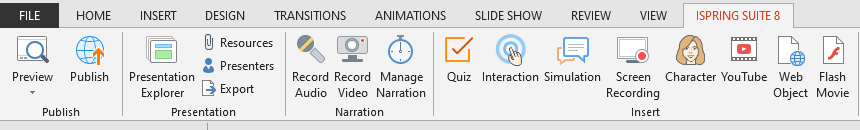 FILE HOME INSERT DESIGN TRANSITIONS ANIMATIONS SLIDE SHOW REVIEW VIEW ISPRING SUITE 8
Preview
Publish
Publish
Presentation
Explorer
Resources
Presenters
Export
Presentation
Record
Audio
Record
Video
Manage
Narration
Narration
Quiz
Interaction
Simulation
Screen
Recording
Character
YouTube
Web
Object
Flash
Movie
Insert